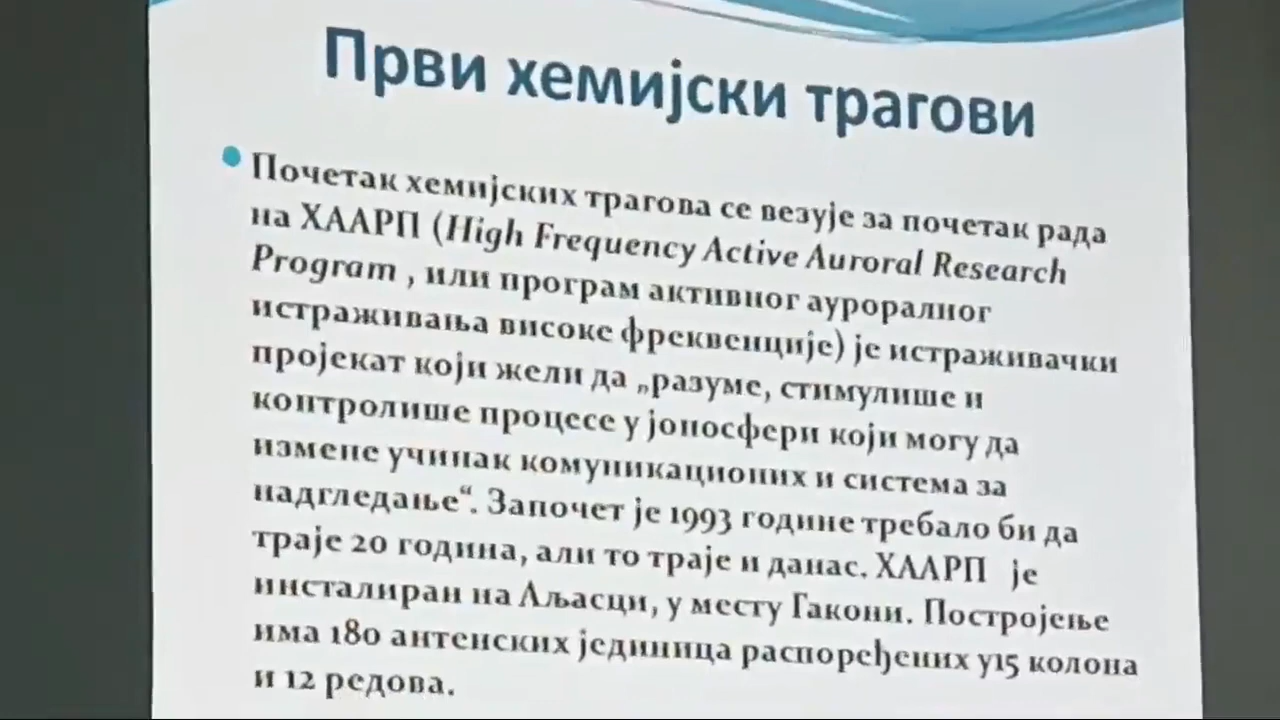 Први хемијски трагови
Почетак хемијских трагова се везује за почетак рада
на ХААРП (High Frequency Active Auroral Research
Program , или програм активног ауроралног
истраживања високе фреквенције) је истраживачки
пројекат који жели да „разуме, стимулише и
контролише процесе у јоносфери који могу да
измене учинак комуникационих и система за
надгледање“. Започет је 1993 године требало би да
траје 20 година, али то траје и данас. ХААРП је
инсталиран на Аљасци, у месту Гакони. Постројење
има 180 антенских јединица распоређених у15 колона
и 12 редова.